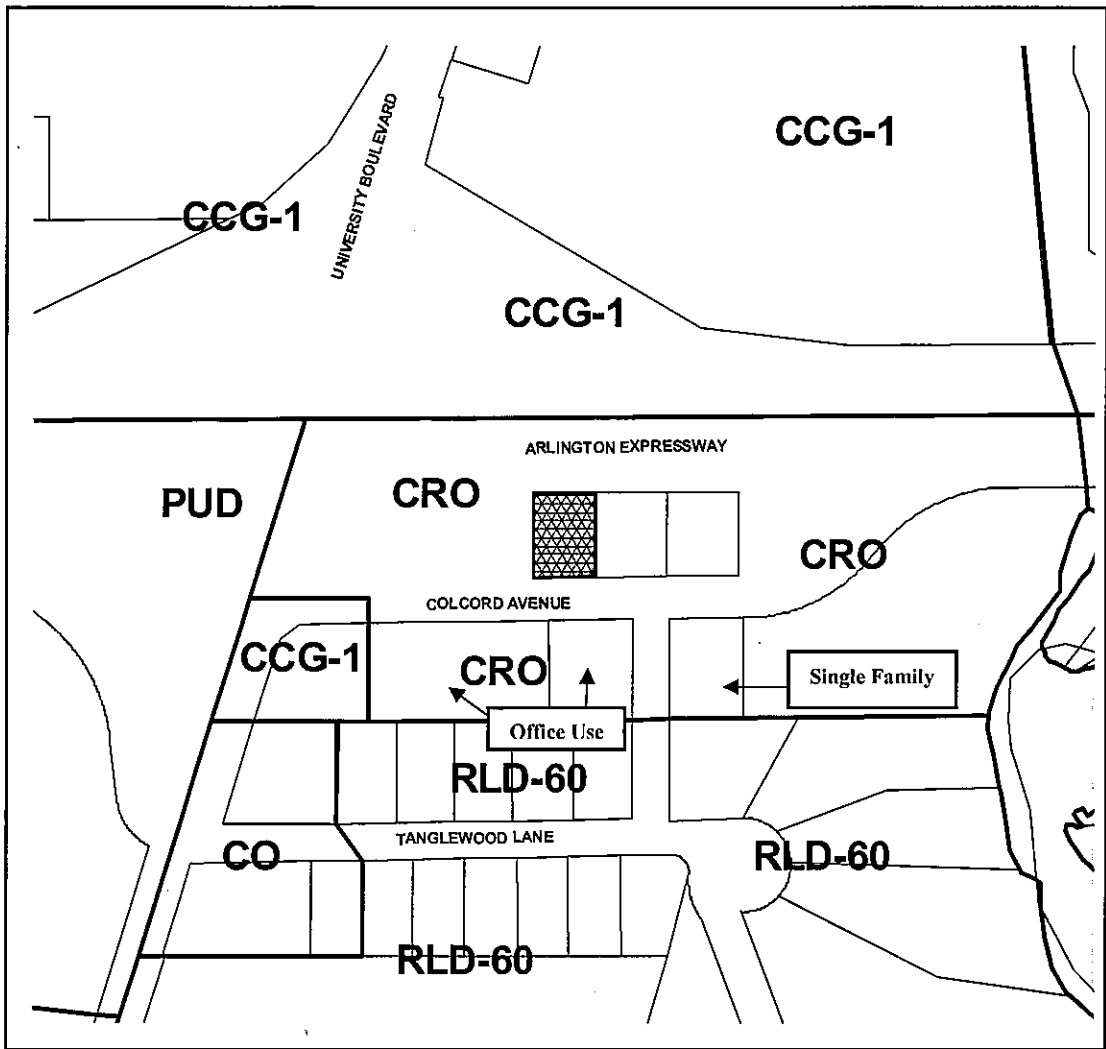 CCG-1
UNIVERSITY BOULEVARD
CCG-1
CCG-1
ARLINGTON EXPRESSWAY
PUD
CRO
CRO
COLCORD AVENUE
CCG-1
CRO
Single Family
Office Use
RLD-60
TANGLEWOOD LANE
CO
RLD-60
RLD-60